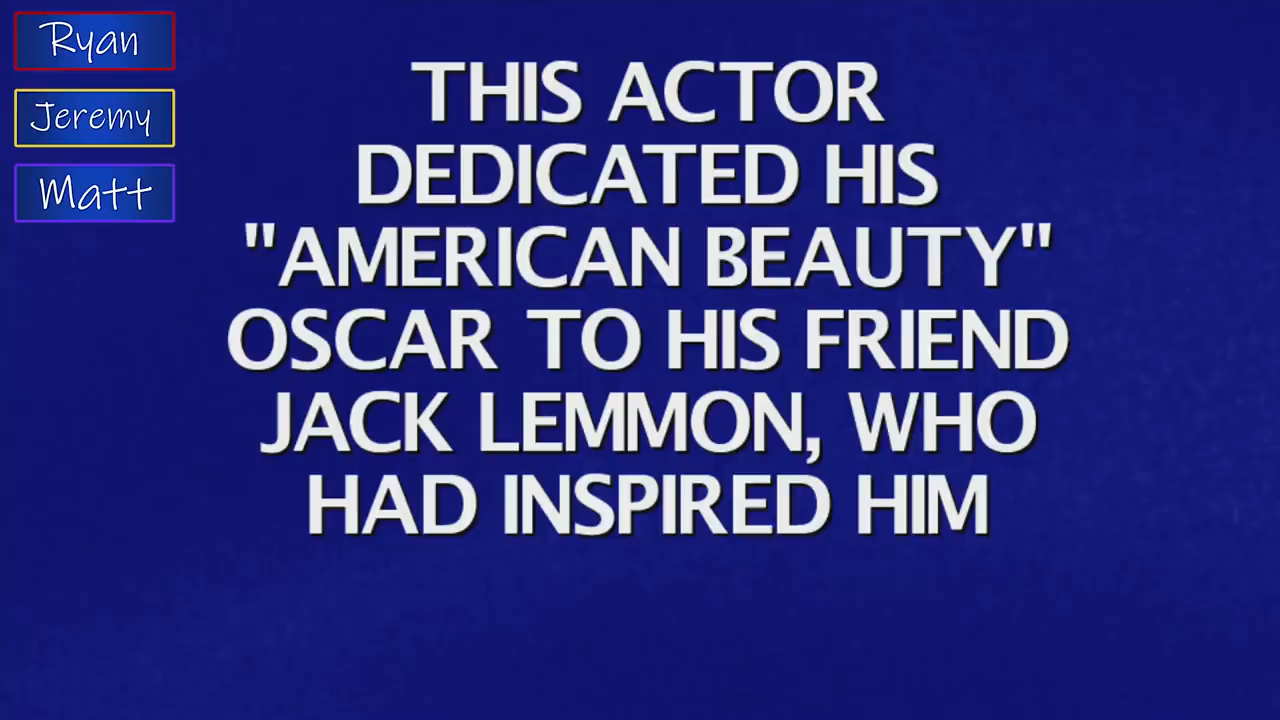 Ryan
Jeremy
Matt
THIS ACTOR
DEDICATED HIS
"AMERICAN BEAUTY"
OSCAR TO HIS FRIEND
JACK LEMMON, WHO
HAD INSPIRED HIM